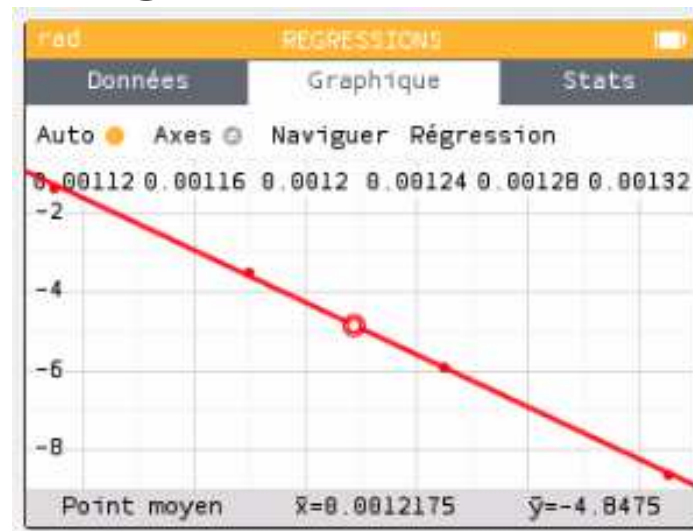 rad REGRESSIONS
Données Graphique Stats
Auto Axes Naviguer Régression
0.00112 0.00116 0.0012 0.00124 0.00128 0.00132
-2
-4
-6
-8
Point moyen x̄=0.0012175 ȳ=-4.8475